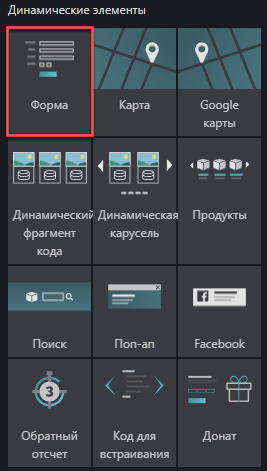 Динамические элементы
Форма
Карта
Google
карты
Динамический
фрагмент
кода
Динамическая
карусель
Продукты
Поиск
Поп-ап
Facebook
3
Обратный
отсчет
Код для
встраивания
Донат